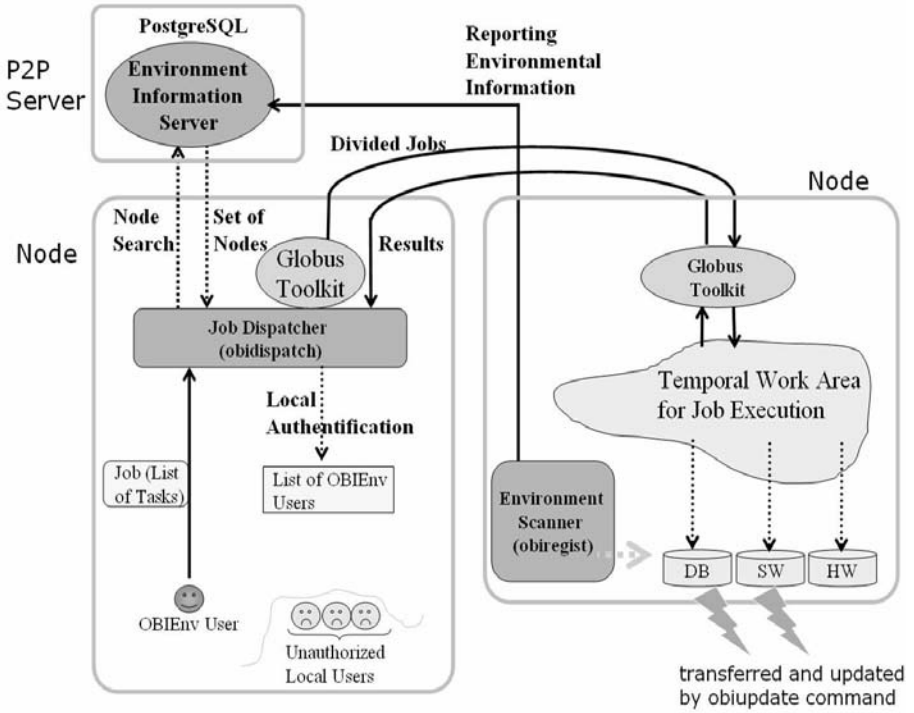 PostgreSQL
P2P
Server
Environment
Information
Server
Reporting
Environmental
Information
Divided Jobs
Node
Node
Search
Set of
Nodes
Results
Node
Globus
Toolkit
Globus
Toolkit
Job Dispatcher
(obidispatch)
Temporal Work Area
for Job Execution
Local
Authentification
Job (List
of Tasks)
List of OBIEnv
Users
Environment
Scanner
(obiregist)
DB
SW
HW
OBIEnv User
Unauthorized
Local Users
transferred and updated
by obiupdate command